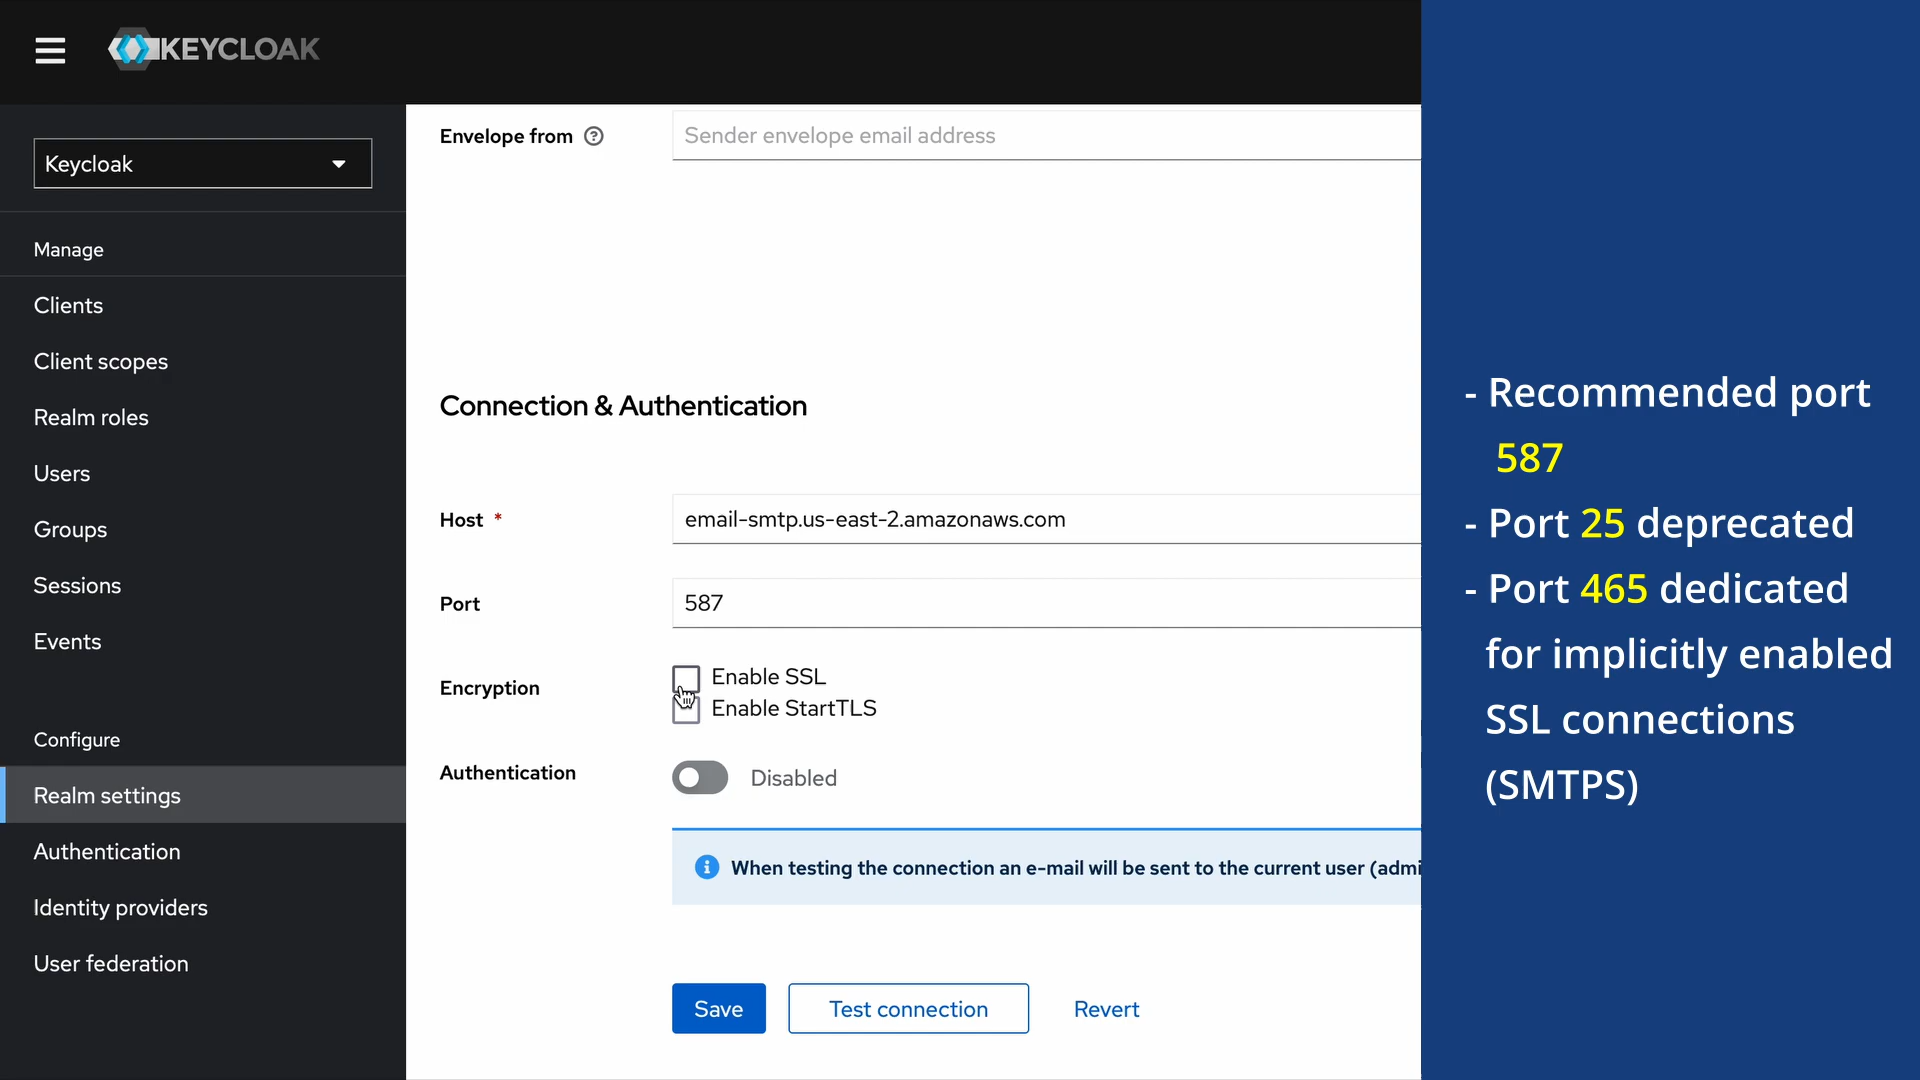 KEYCLOAK
Keycloak
Manage
Clients
Client scopes
Realm roles
Users
Groups
Sessions
Events
Configure
Realm settings
Authentication
Identity providers
User federation
Envelope from
Sender envelope email address
Connection & Authentication
Host *
email-smtp.us-east-2.amazonaws.com
Port
587
Encryption
Enable SSL
Enable StartTLS
Authentication
Disabled
When testing the connection an e-mail will be sent to the current user (admi
Save
Test connection
Revert
- Recommended port
587
- Port 25 deprecated
- Port 465 dedicated
for implicitly enabled
SSL connections
(SMTPS)